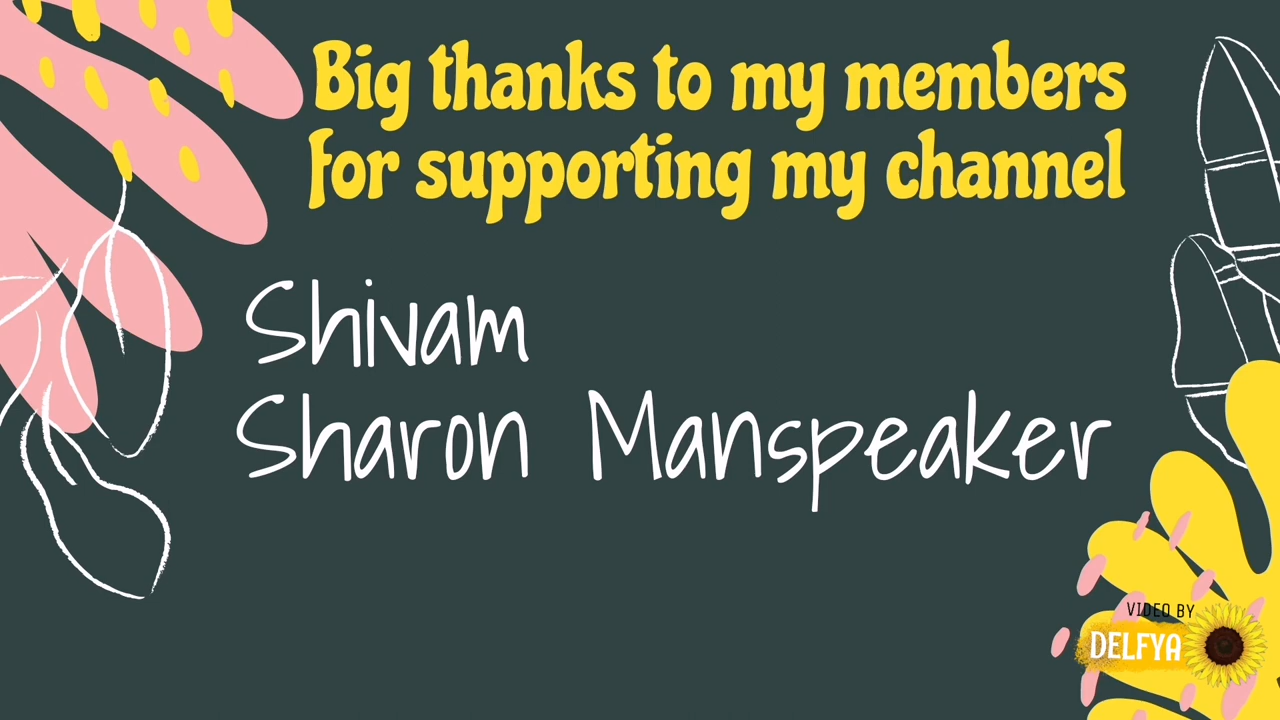 Big thanks to my members
for supporting my channel
Shivam
Sharon Manspeaker
VIDEO BY
DELFYA